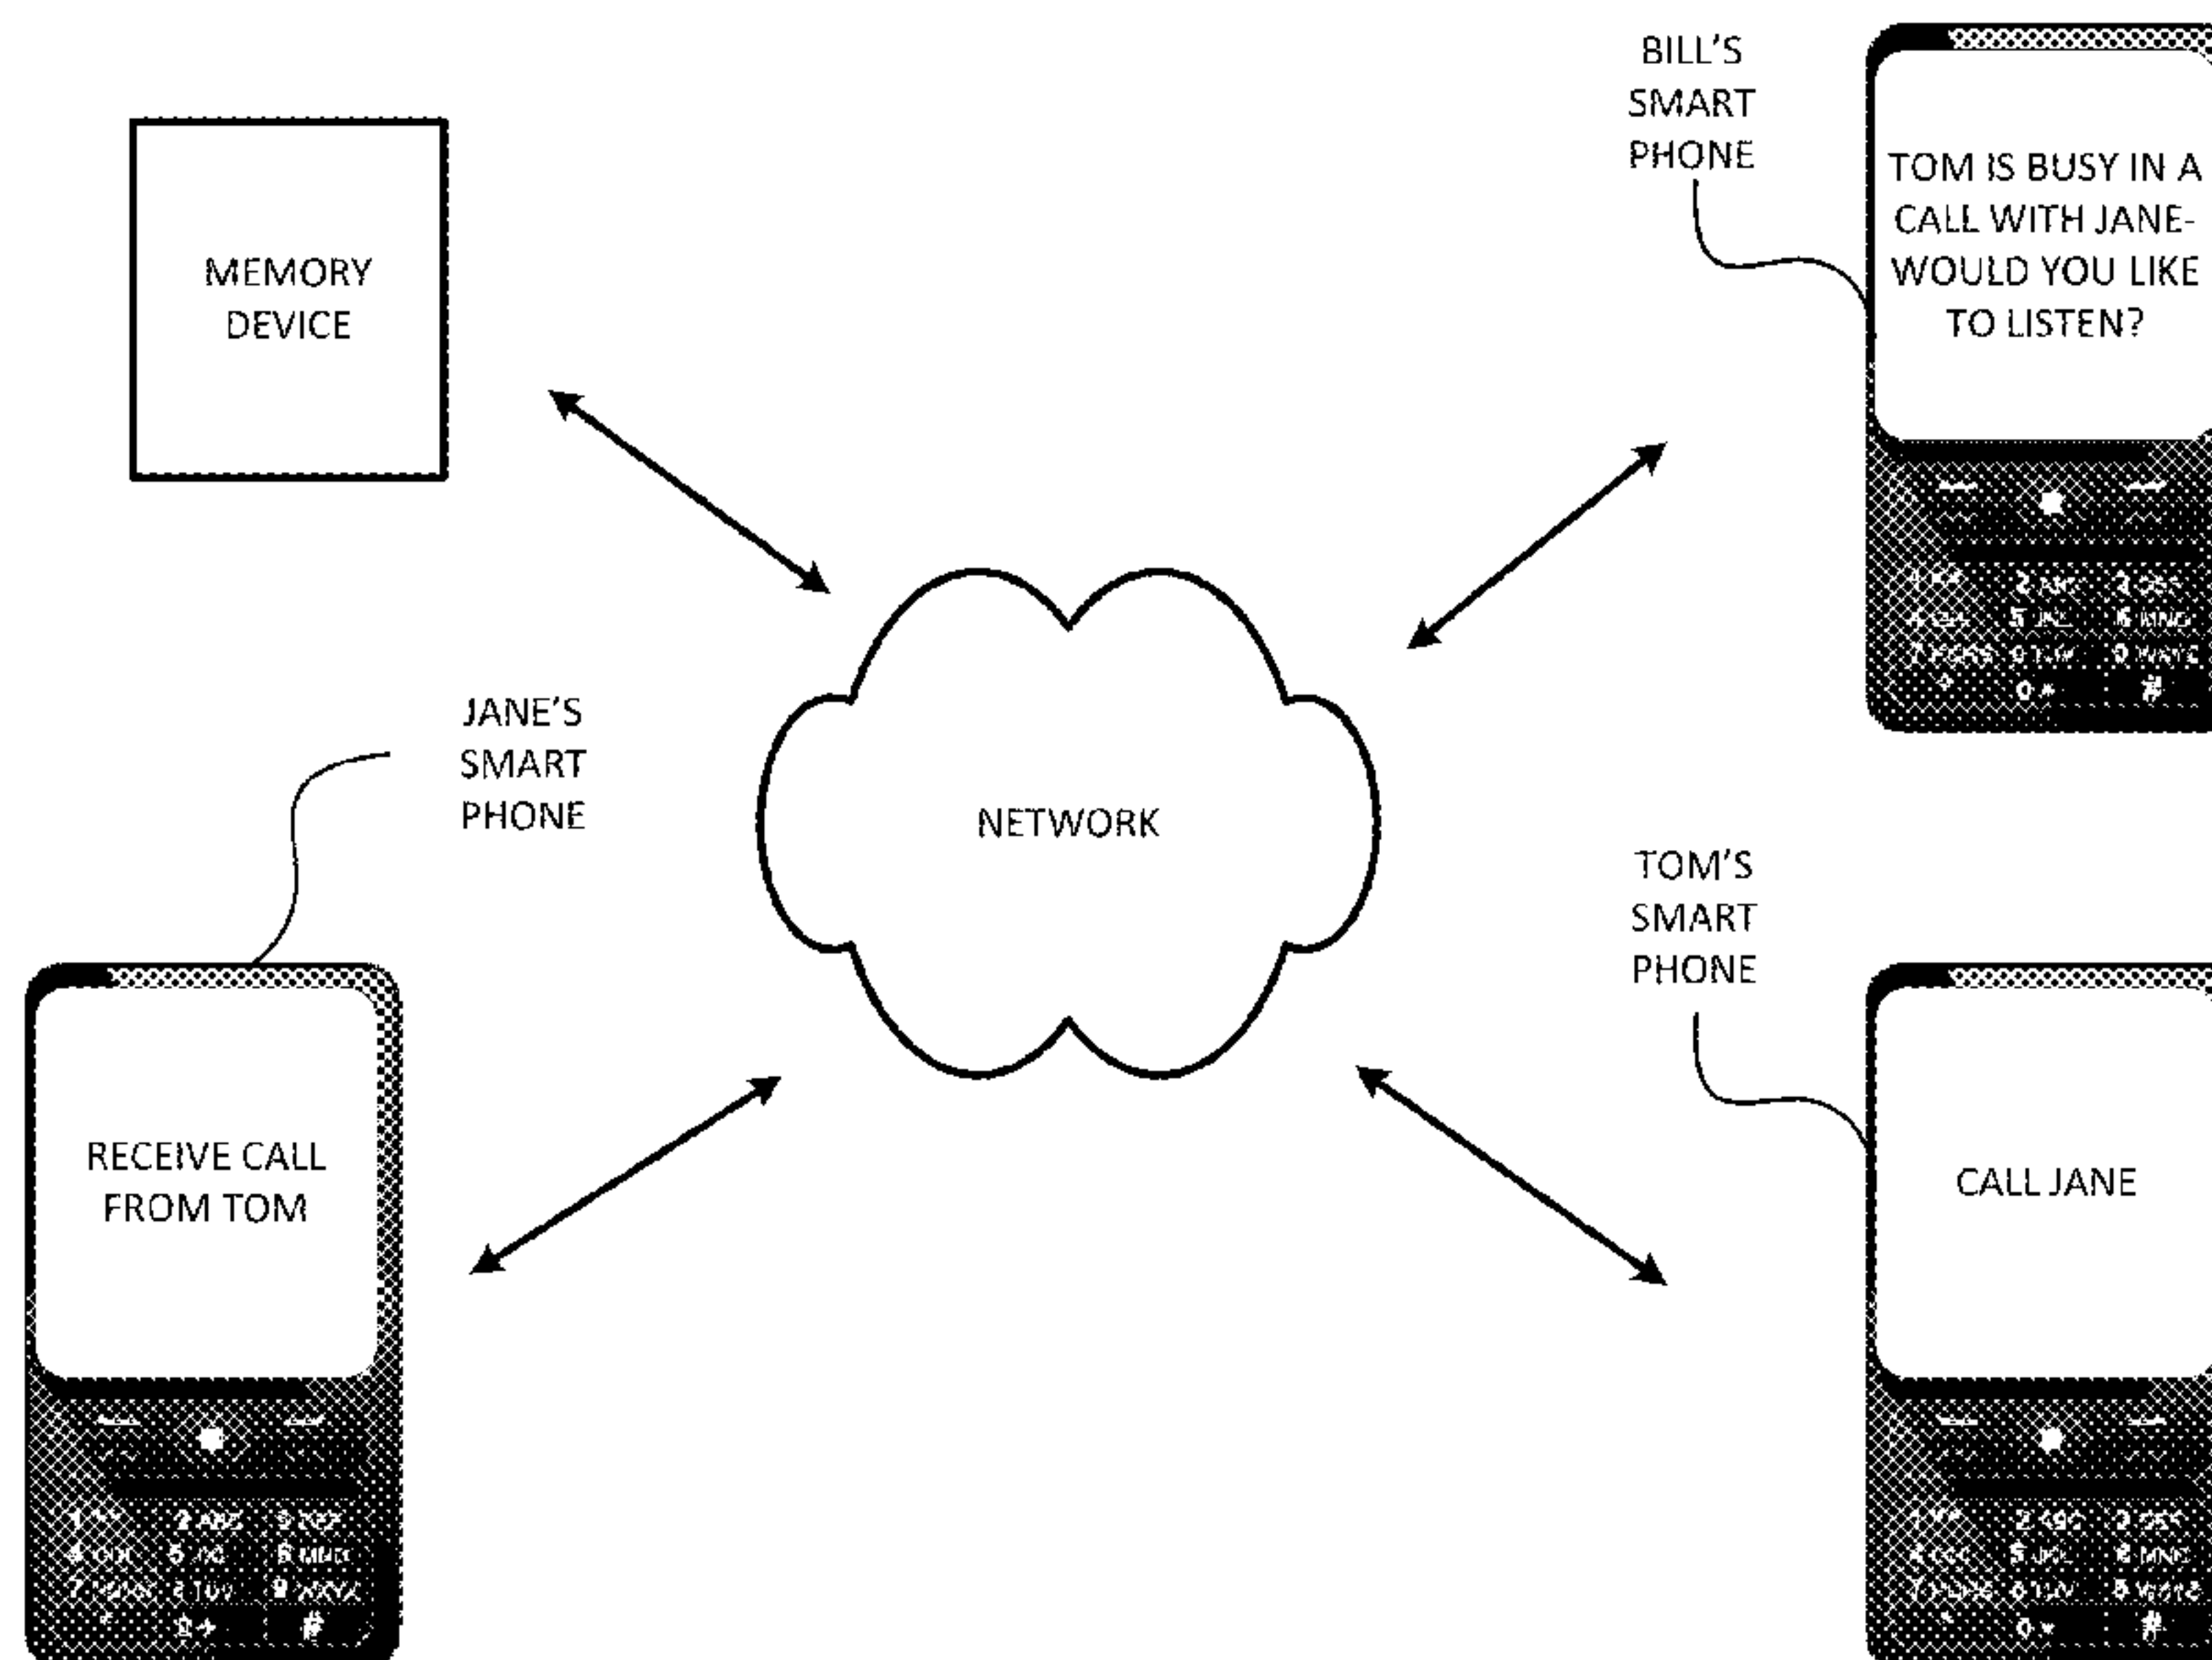 BILL'S
SMART
PHONE
TOM IS BUSY IN A
CALL WITH JANE-
WOULD YOU LIKE
TO LISTEN?
MEMORY
DEVICE
JANE'S
SMART
PHONE
NETWORK
TOM'S
SMART
PHONE
RECEIVE CALL
FROM TOM
CALL JANE